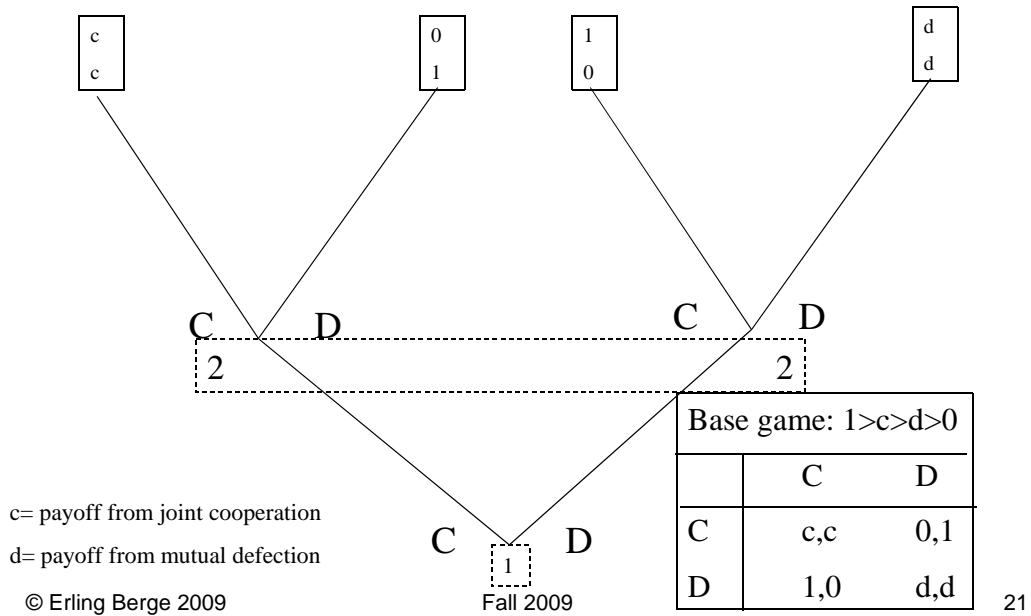 c 0 1 d
c 1 0 d
C D C D
2 2
Base game: 1>c>d>0
C D
C c,c 0,1
D 1,0 d,d
c= payoff from joint cooperation
d= payoff from mutual defection
C D
1
© Erling Berge 2009 Fall 2009 21